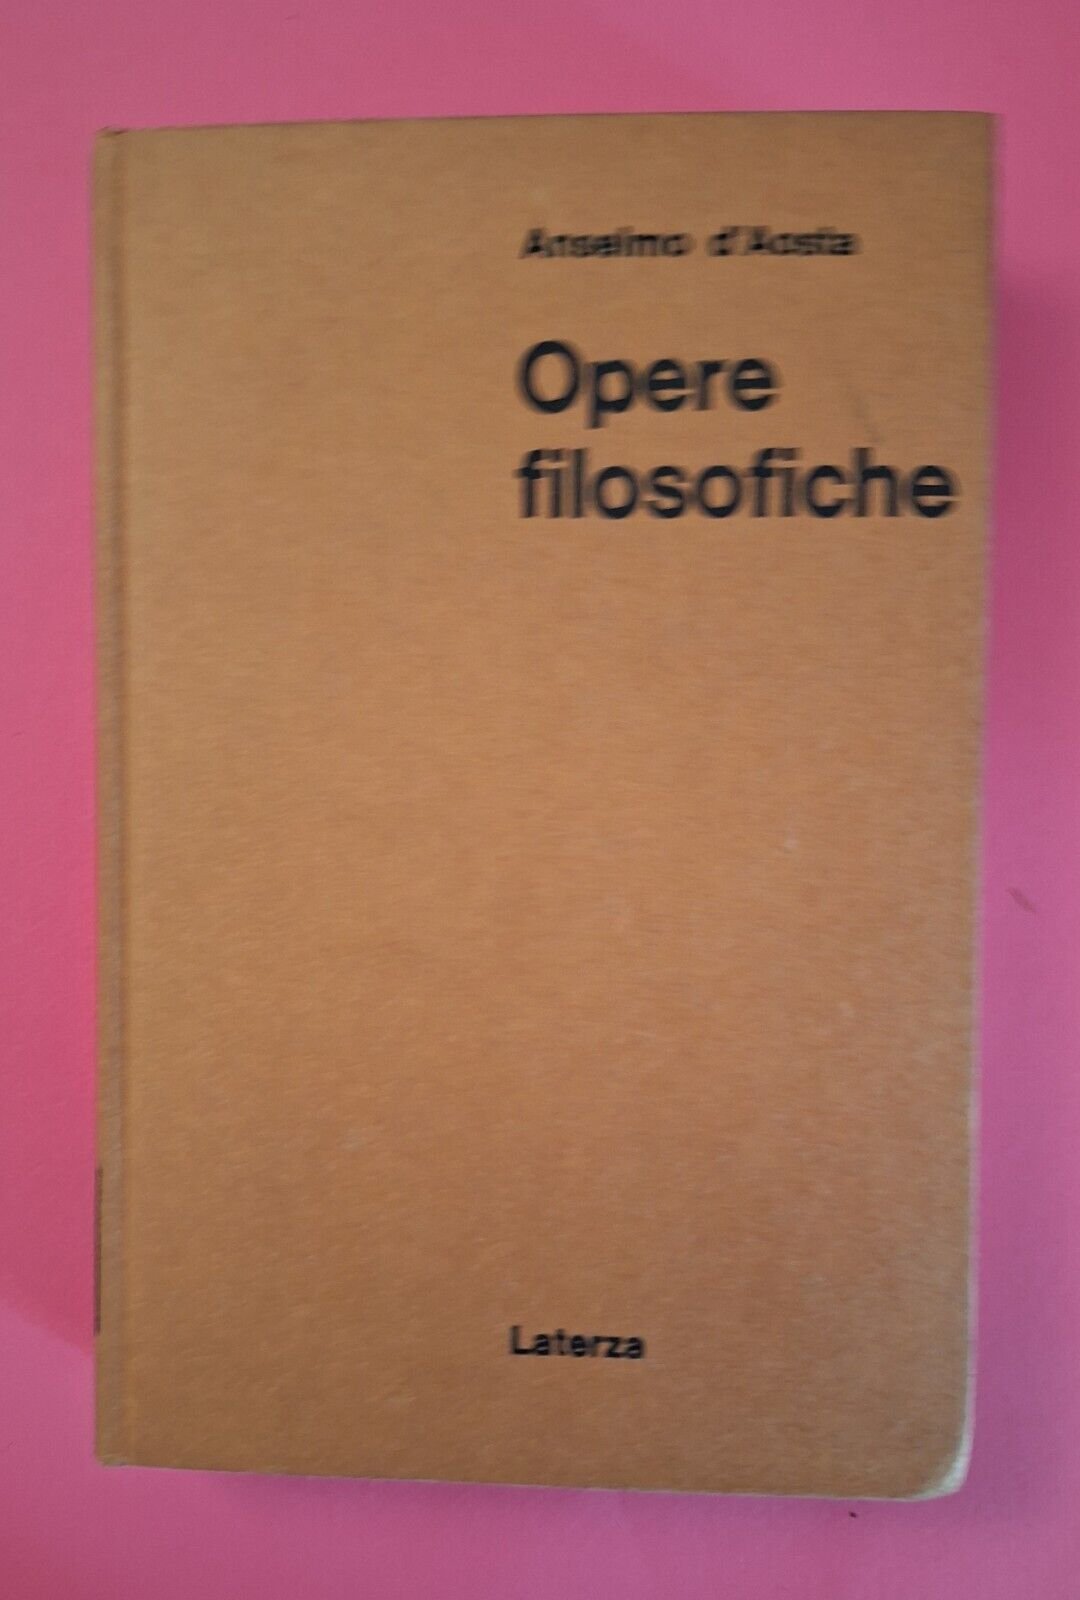 Anselmo d'Aosta
Opere
filosofiche
Laterza